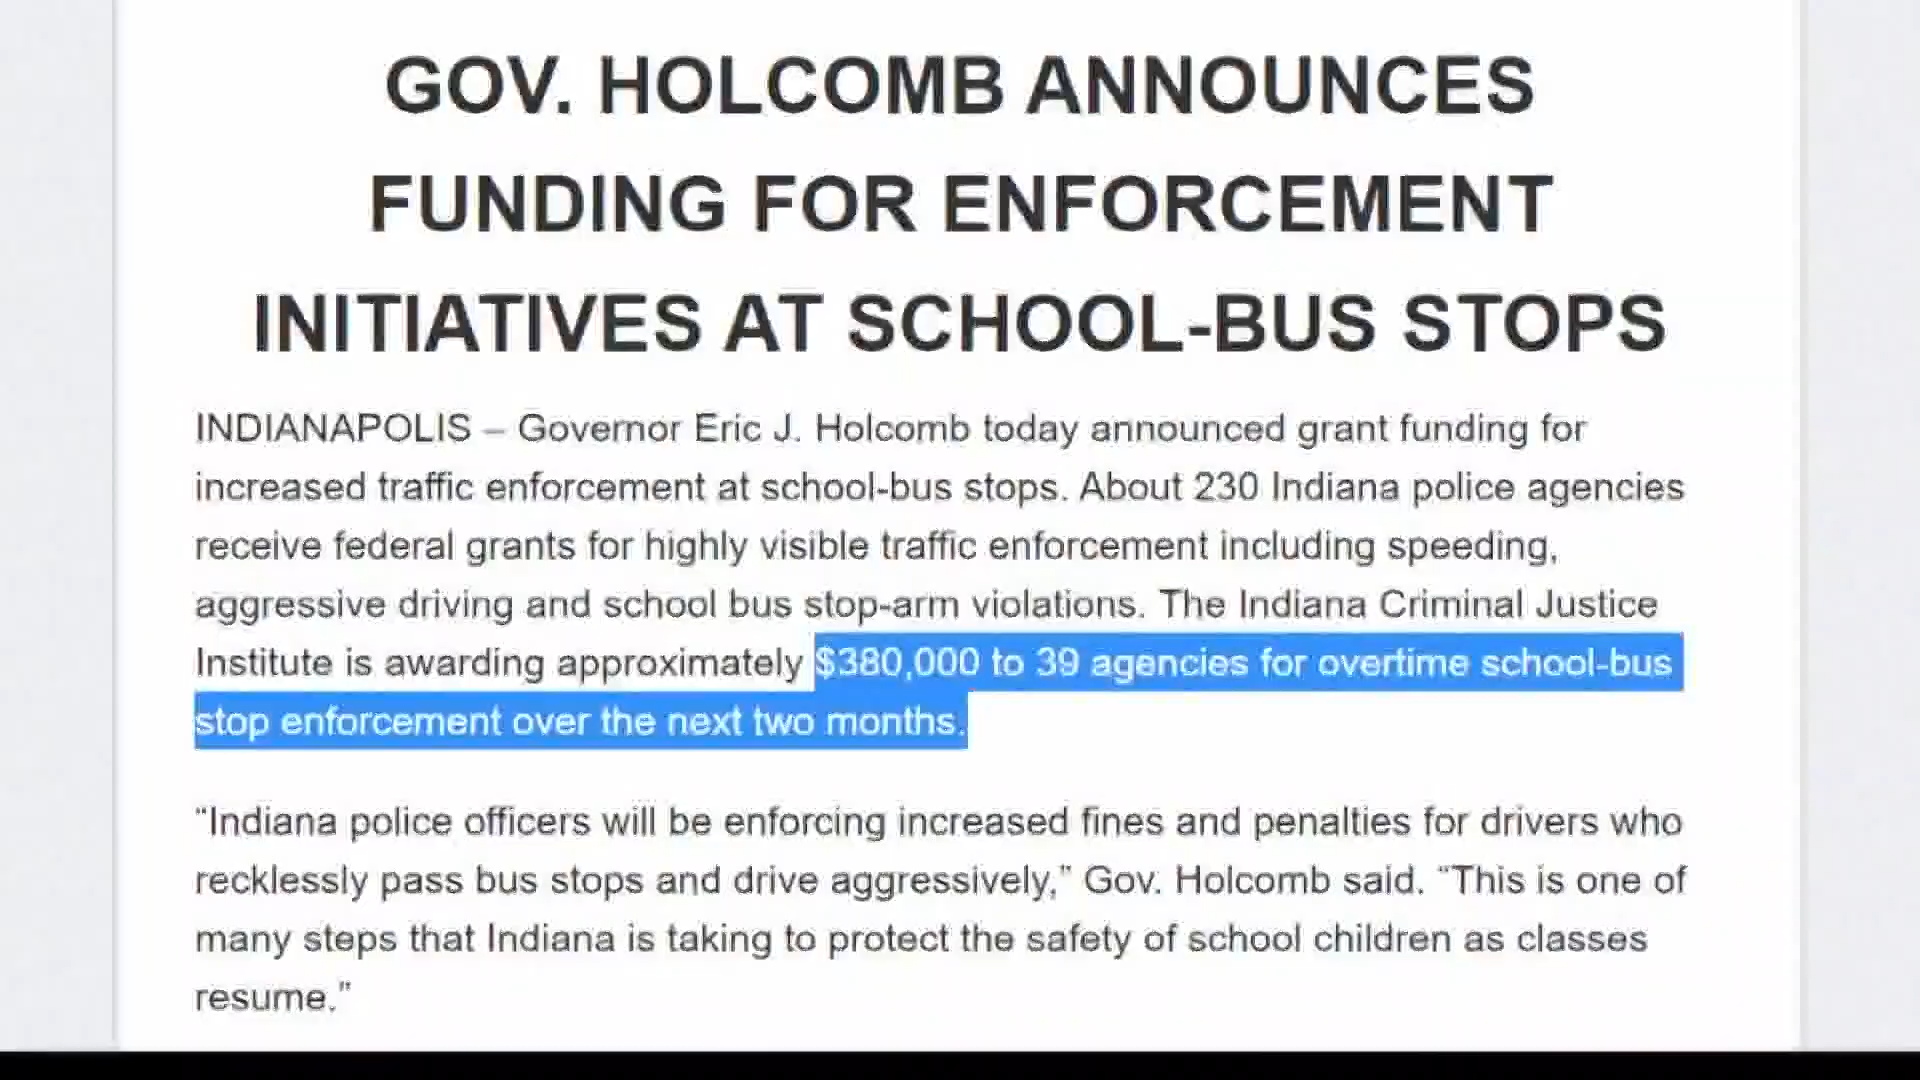 GOV. HOLCOMB ANNOUNCES
FUNDING FOR ENFORCEMENT
INITIATIVES AT SCHOOL-BUS STOPS
INDIANAPOLIS – Governor Eric J. Holcomb today announced grant funding for
increased traffic enforcement at school-bus stops. About 230 Indiana police agencies
receive federal grants for highly visible traffic enforcement including speeding,
aggressive driving and school bus stop-arm violations. The Indiana Criminal Justice
Institute is awarding approximately $380,000 to 39 agencies for overtime school-bus
stop enforcement over the next two months.
“Indiana police officers will be enforcing increased fines and penalties for drivers who
recklessly pass bus stops and drive aggressively,” Gov. Holcomb said. “This is one of
many steps that Indiana is taking to protect the safety of school children as classes
resume.”